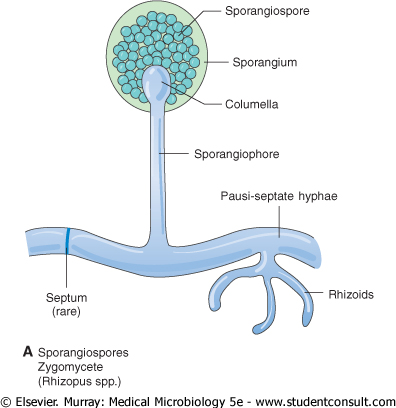 Sporangiospore
Sporangium
Columella
Sporangiophore
Pausi-septate hyphae
Septum
(rare)
Rhizoids
A Sporangiospores
Zygomycete
(Rhizopus spp.)
© Elsevier. Murray: Medical Microbiology 5e - www.studentconsult.com